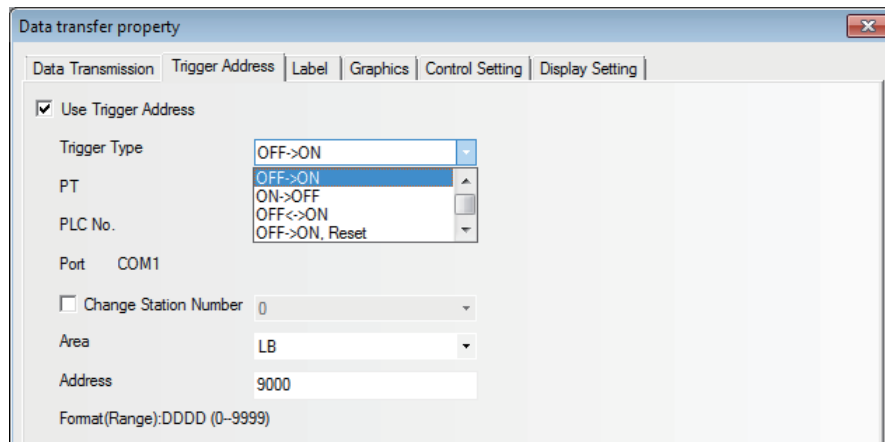 Data transfer property
Data Transmission Trigger Address Label Graphics Control Setting Display Setting
Use Trigger Address
Trigger Type OFF->ON
OFF->ON
PT
ON->OFF
OFF<->ON
PLC No.
OFF->ON, Reset
Port COM1
Change Station Number 0
Area LB
Address 9000
Format(Range):DDDD (0--9999)